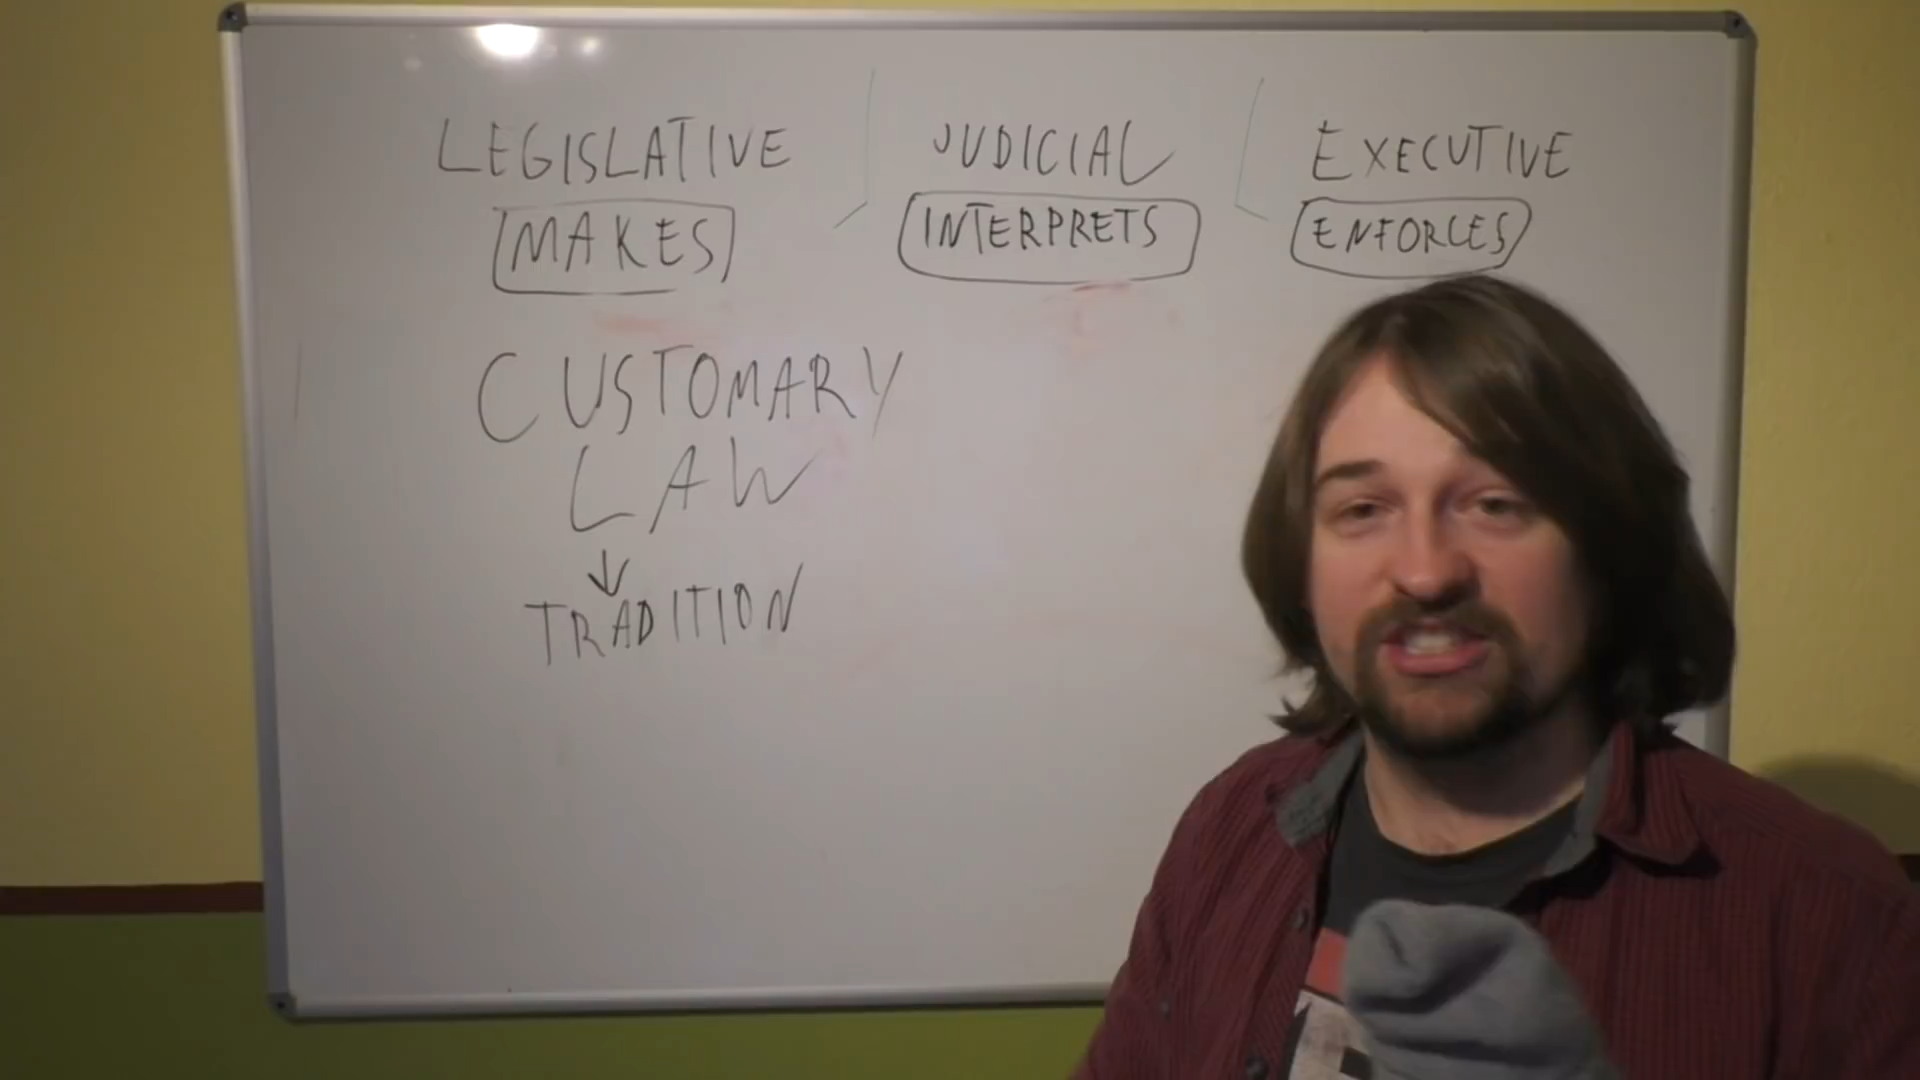 LEGISLATIVE JUDICIAL EXECUTIVE
MAKES INTERPRETS ENFORCES
CUSTOMARY
LAW
TRADITION